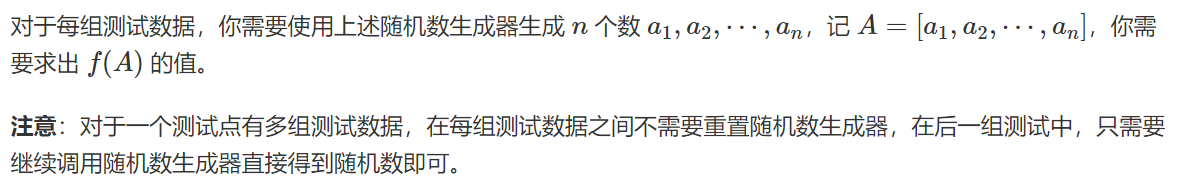 对于每组测试数据，你需要使用上述随机数生成器生成 n 个数 a₁, a₂, ⋯, aₙ，记 A = [a₁, a₂, ⋯, aₙ]，你需
要求出 f(A) 的值。
注意：对于一个测试点有多组测试数据，在每组测试数据之间不需要重置随机数生成器，在后一组测试中，只需要
继续调用随机数生成器直接得到随机数即可。